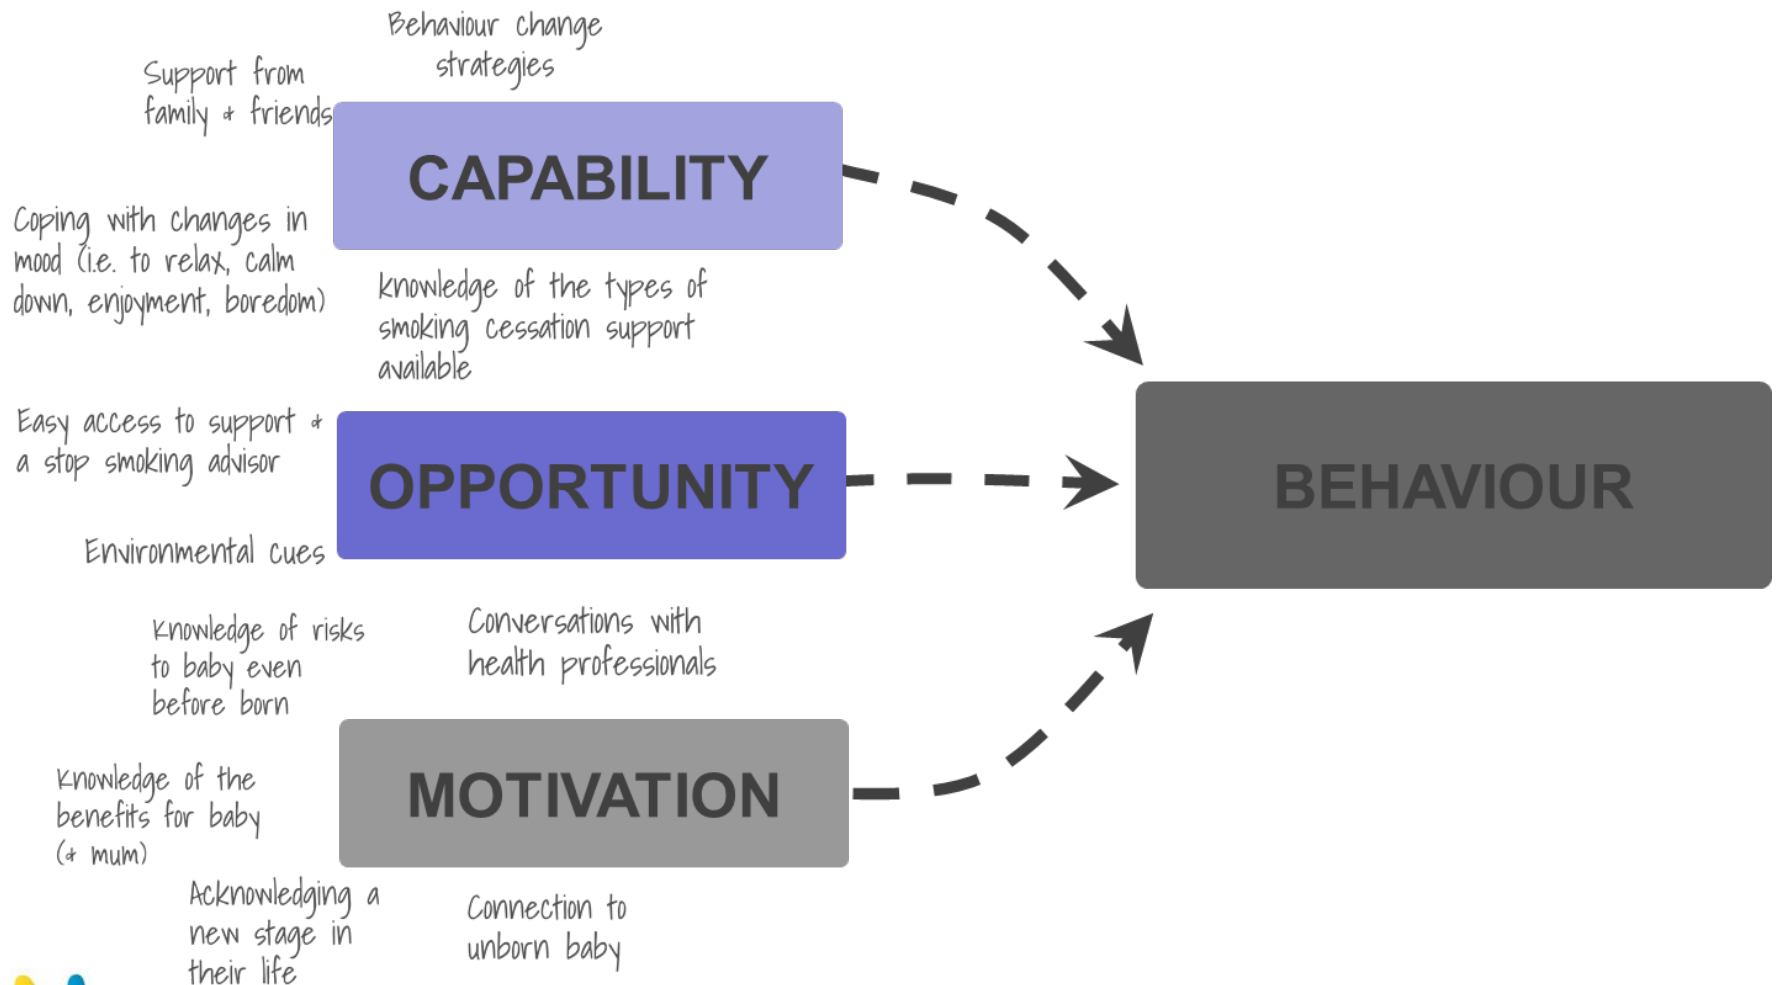 Behaviour change
strategies
Support from
family & friends
CAPABILITY
Coping with changes in
mood (i.e. to relax, calm
down, enjoyment, boredom)
knowledge of the types of
smoking cessation support
available
Easy access to support &
a stop smoking advisor
OPPORTUNITY
BEHAVIOUR
Environmental cues
Knowledge of risks
to baby even
before born
Conversations with
health professionals
MOTIVATION
Knowledge of the
benefits for baby
(& mum)
Acknowledging a
new stage in
their life
Connection to
unborn baby